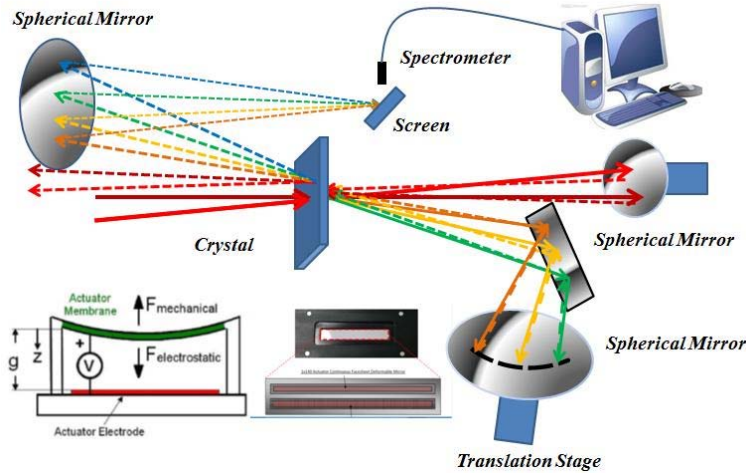 Spherical Mirror
Spectrometer
Screen
Crystal
Spherical Mirror
Spherical Mirror
Translation Stage
Actuator
Membrane
F mechanical
F electrostatic
g
z
+
V
Actuator Electrode